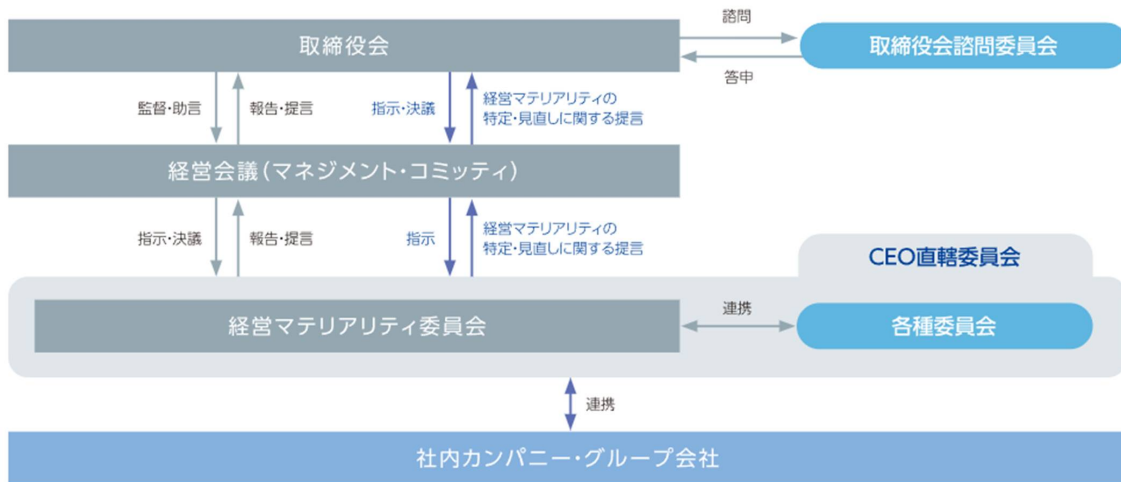 取締役会
諮問
取締役会諮問委員会
答申
監督・助言
報告・提言
指示・決議
経営マテリアリティの
特定・見直しに関する提言
経営会議(マネジメント・コミッティ)
指示・決議
報告・提言
指示
経営マテリアリティの
特定・見直しに関する提言
CEO直轄委員会
経営マテリアリティ委員会
連携
各種委員会
連携
社内カンパニー・グループ会社